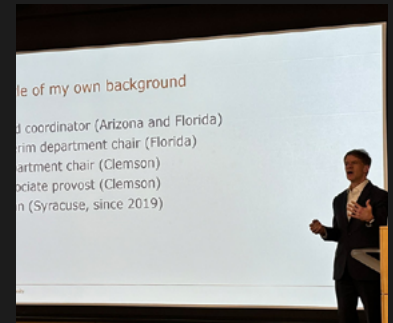 le of my own background
d coordinator (Arizona and Florida)
rim department chair (Florida)
artment chair (Clemson)
ociate provost (Clemson)
n (Syracuse, since 2019)